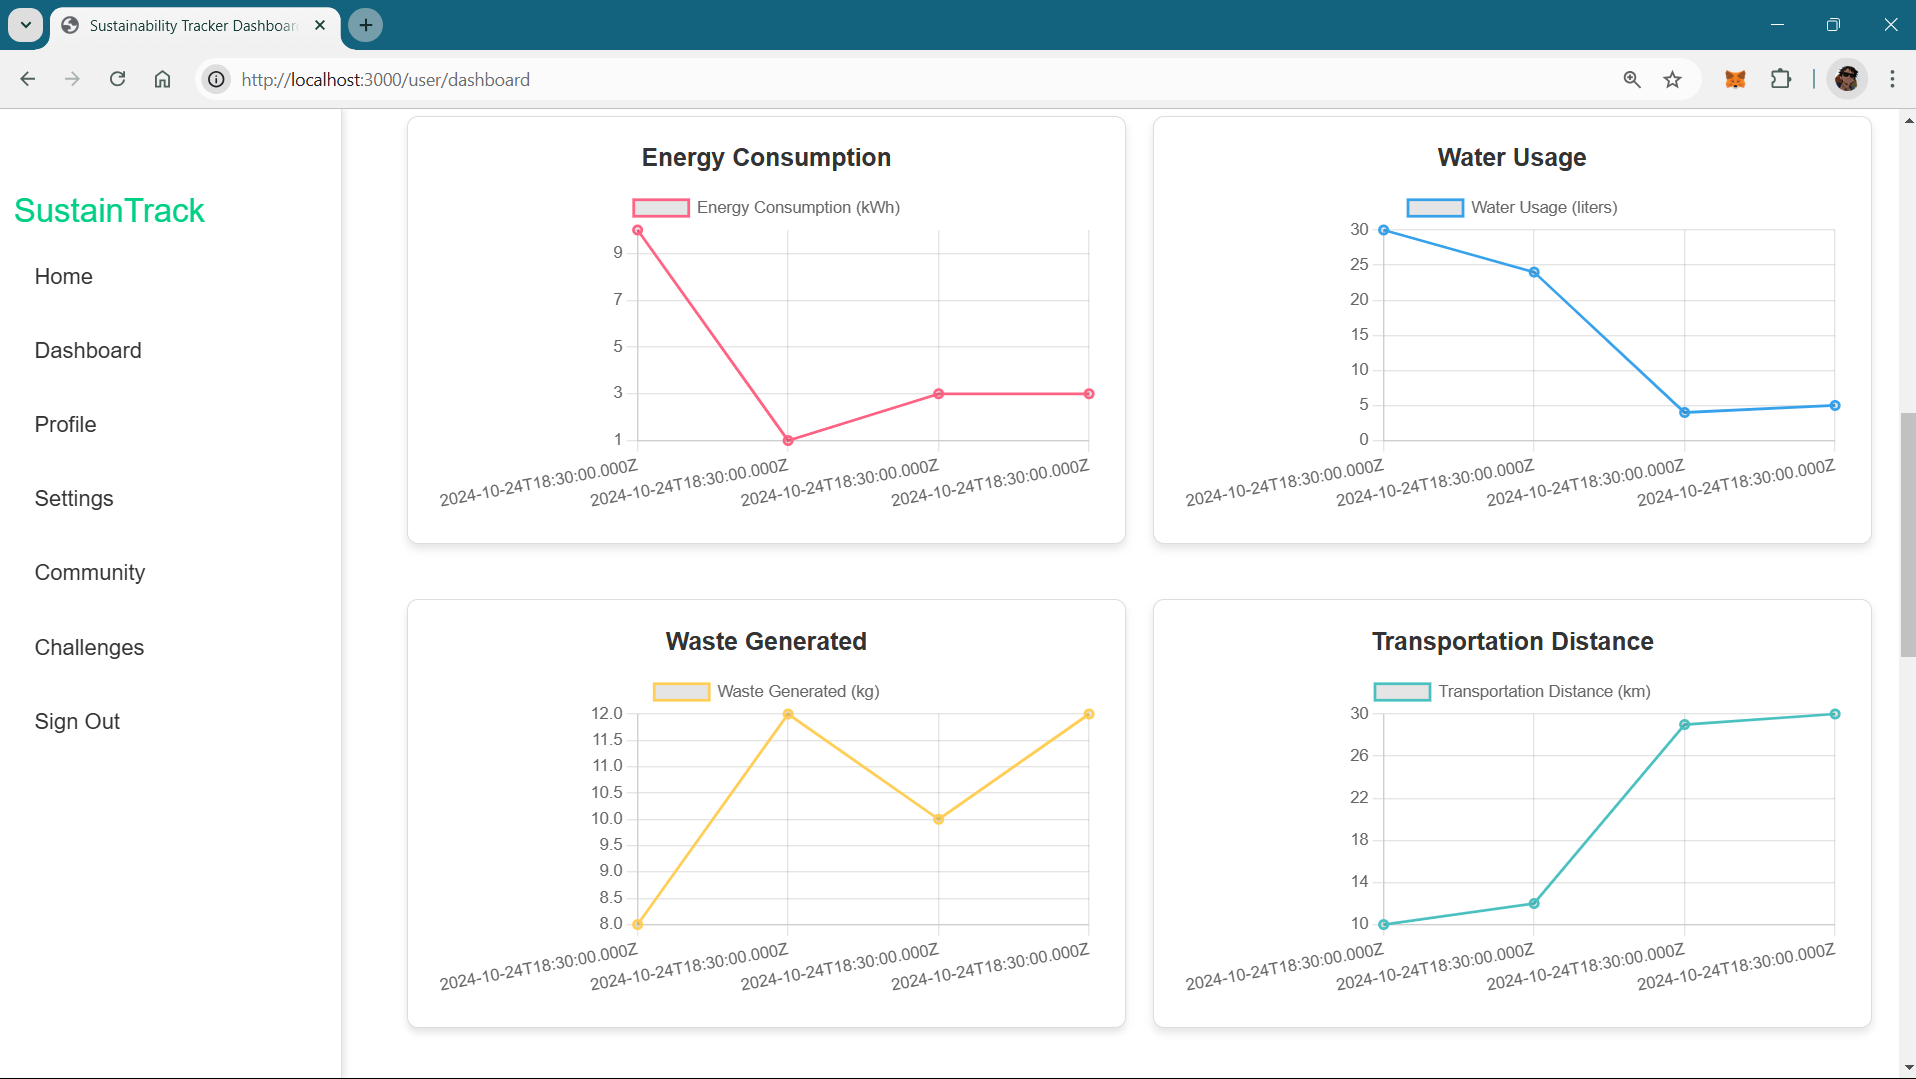 Sustainability Tracker Dashboar
http://localhost:3000/user/dashboard
SustainTrack
Home
Dashboard
Profile
Settings
Community
Challenges
Sign Out
Energy Consumption
Energy Consumption (kWh)
9
7
5
3
1
2024-10-24T18:30:00.000Z
2024-10-24T18:30:00.000Z
2024-10-24T18:30:00.000Z
2024-10-24T18:30:00.000Z
Water Usage
Water Usage (liters)
30
25
20
15
10
5
0
2024-10-24T18:30:00.000Z
2024-10-24T18:30:00.000Z
2024-10-24T18:30:00.000Z
2024-10-24T18:30:00.000Z
Waste Generated
Waste Generated (kg)
12.0
11.5
11.0
10.5
10.0
9.5
9.0
8.5
8.0
2024-10-24T18:30:00.000Z
2024-10-24T18:30:00.000Z
2024-10-24T18:30:00.000Z
2024-10-24T18:30:00.000Z
Transportation Distance
Transportation Distance (km)
30
26
22
18
14
10
2024-10-24T18:30:00.000Z
2024-10-24T18:30:00.000Z
2024-10-24T18:30:00.000Z
2024-10-24T18:30:00.000Z